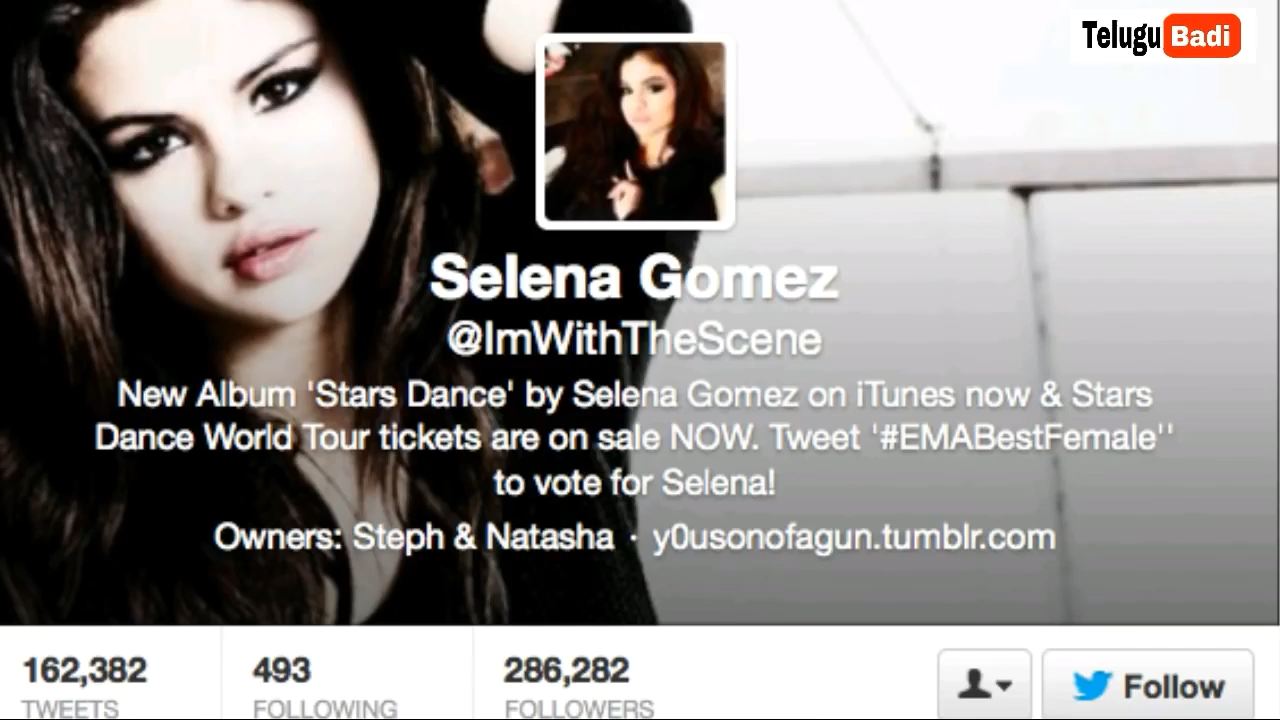 Telugu Badi
Selena Gomez
@ImWithTheScene
New Album 'Stars Dance' by Selena Gomez on iTunes now & Stars
Dance World Tour tickets are on sale NOW. Tweet '#EMABestFemale''
to vote for Selena!
Owners: Steph & Natasha · y0usonofagun.tumblr.com
162,382 493 286,282
TWEETS FOLLOWING FOLLOWERS
Follow